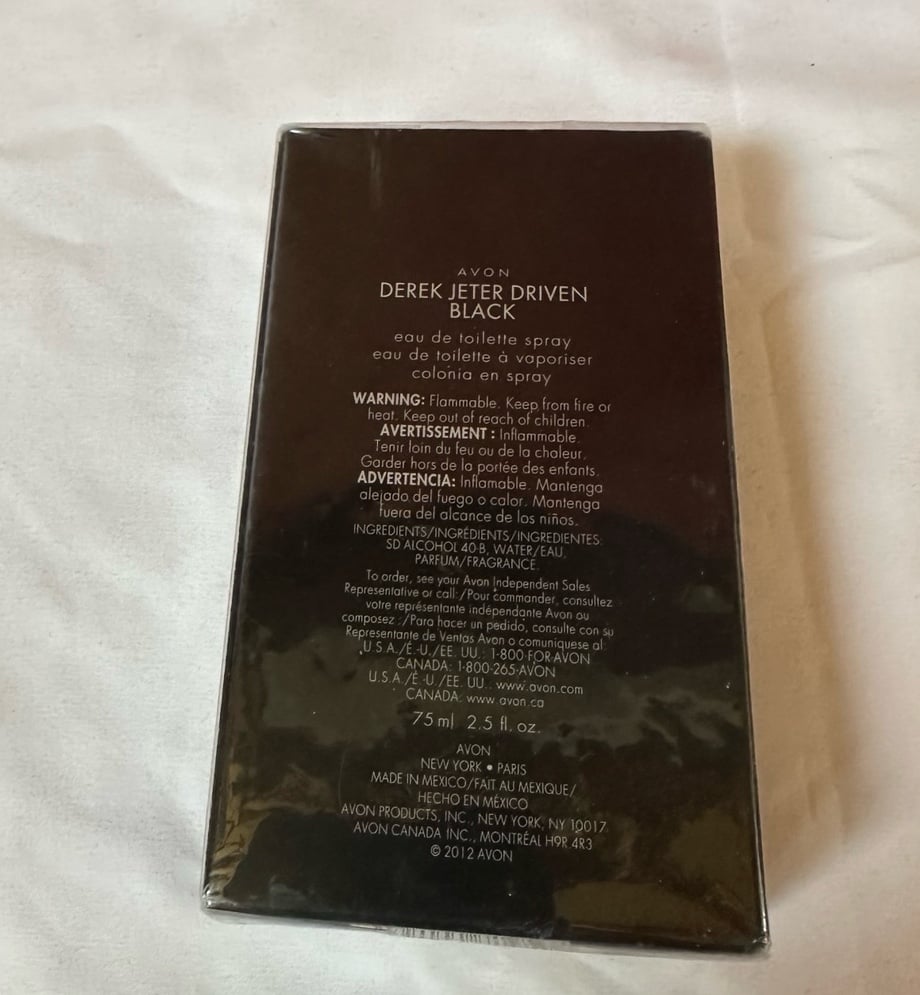 AVON
DEREK JETER DRIVEN
BLACK
eau de toilette spray
eau de toilette à vaporiser
colonia en spray
WARNING: Flammable. Keep from fire or
heat. Keep out of reach of children.
AVERTISSEMENT : Inflammable.
Tenir loin du feu ou de la chaleur.
Garder hors de la portée des enfants.
ADVERTENCIA: Inflamable. Mantenga
alejado del fuego o calor. Mantenga
fuera del alcance de los niños.
INGREDIENTS/INGRÉDIENTS/INGREDIENTES:
SD ALCOHOL 40-B, WATER/EAU,
PARFUM/FRAGRANCE.
To order, see your Avon Independent Sales
Representative or call:/Pour commander, consultez
votre représentante indépendante Avon ou
composez :/Para hacer un pedido, consulte con su
Representante de Ventas Avon o comuníquese al:
U.S.A./É.-U./EE. UU.: 1-800-FOR-AVON
CANADA: 1-800-265-AVON
U.S.A./É.-U./EE. UU.: www.avon.com
CANADA: www.avon.ca
75 ml 2.5 fl. oz.
AVON
NEW YORK • PARIS
MADE IN MEXICO/FAIT AU MEXIQUE/
HECHO EN MÉXICO
AVON PRODUCTS, INC., NEW YORK, NY 10017
AVON CANADA INC., MONTRÉAL H9R 4R3
© 2012 AVON